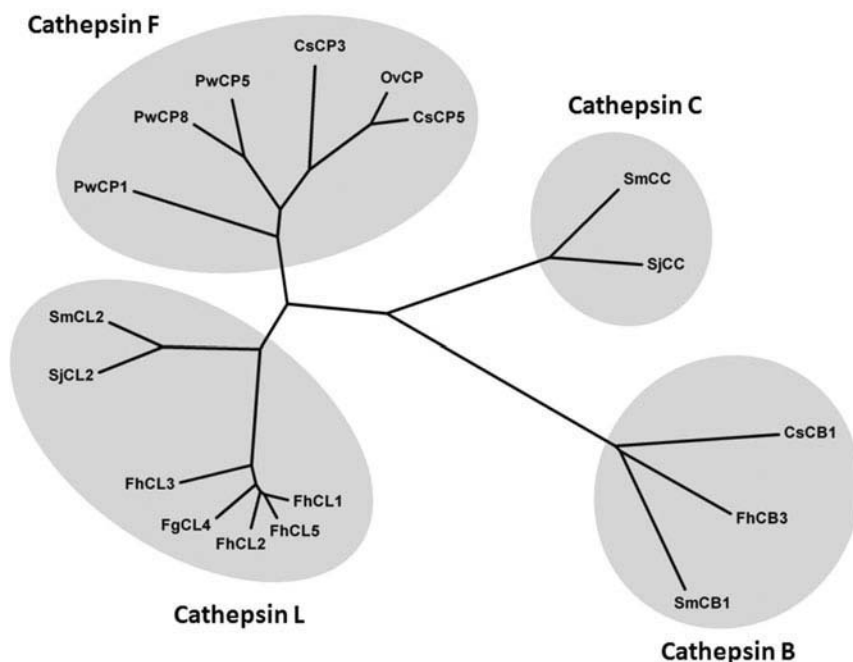 Cathepsin F
CsCP3
OvCP
PwCP5
CsCP5
PwCP8
PwCP1
Cathepsin C
SmCC
SjCC
SmCL2
SjCL2
FhCL3
FhCL1
FgCL4
FhCL5
FhCL2
Cathepsin L
CsCB1
FhCB3
SmCB1
Cathepsin B